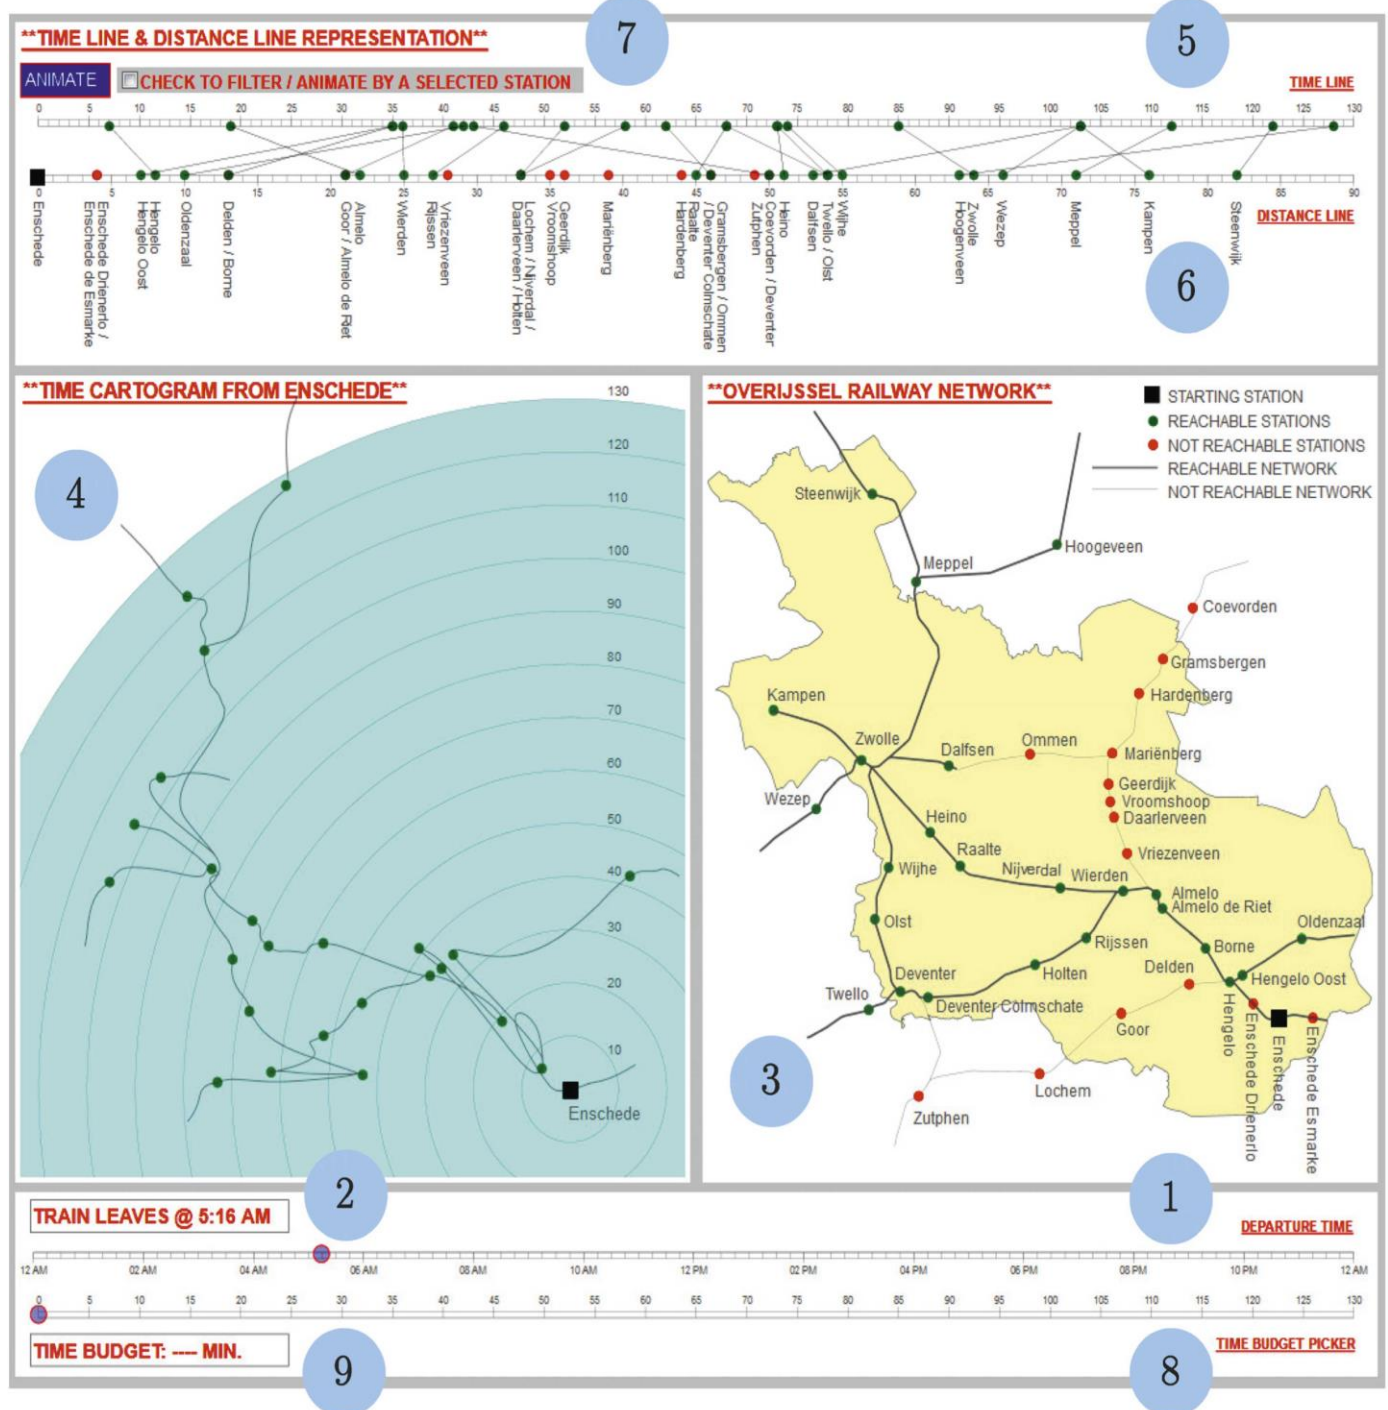 7
5
**TIME LINE & DISTANCE LINE REPRESENTATION**
ANIMATE
CHECK TO FILTER / ANIMATE BY A SELECTED STATION
TIME LINE
0 5 10 15 20 25 30 35 40 45 50 55 60 65 70 75 80 85 90 95 100 105 110 115 120 125 130
0 5 10 15 20 25 30 35 40 45 50 55 60 65 70 75 80 85 90
DISTANCE LINE
Enschede
Enschede Drienerlo /
Enschede de Esmarke
Hengelo
Hengelo Oost
Oldenzaal
Delden / Borne
Almelo
Goor / Almelo de Riet
Wierden
Rijssen
Vriezenveen
Lochem / Nijverdal /
Daarlerveen / Holten
Geerdijk
Vroomshoop
Mariënberg
Hardenberg
Raalte
Gramsbergen / Ommen
/ Deventer Colmschate
Zutphen
Coevorden / Deventer
Heino
Dalfsen
Twello / Olst
Wijhe
Hoogenveen
Zwolle
Wezep
Meppel
Kampen
Steenwijk
6
**TIME CARTOGRAM FROM ENSCHEDE**
130
120
110
100
90
80
70
60
50
40
30
20
10
Enschede
4
**OVERIJSSEL RAILWAY NETWORK**
STARTING STATION
REACHABLE STATIONS
NOT REACHABLE STATIONS
REACHABLE NETWORK
NOT REACHABLE NETWORK
Steenwijk
Hoogeveen
Meppel
Coevorden
Gramsbergen
Hardenberg
Kampen
Zwolle
Dalfsen
Ommen
Mariënberg
Geerdijk
Vroomshoop
Daarlerveen
Wezep
Heino
Raalte
Vriezenveen
Wijhe
Nijverdal
Wierden
Almelo
Almelo de Riet
Olst
Oldenzaal
Rijssen
Borne
Holten
Delden
Hengelo Oost
Deventer
Deventer Colmschate
Twello
Goor
Hengelo
Enschede Drienerlo
Enschede
Enschede Esmarke
Lochem
Zutphen
3
2
1
TRAIN LEAVES @ 5:16 AM
DEPARTURE TIME
12 AM 02 AM 04 AM 06 AM 08 AM 10 AM 12 PM 02 PM 04 PM 06 PM 08 PM 10 PM 12 AM
0 5 10 15 20 25 30 35 40 45 50 55 60 65 70 75 80 85 90 95 100 105 110 115 120 125 130
TIME BUDGET: ---- MIN.
TIME BUDGET PICKER
9
8